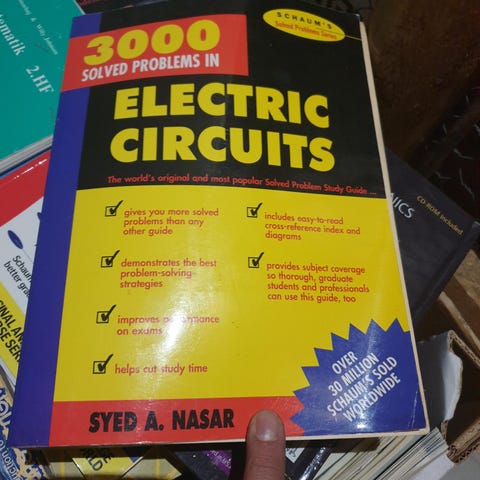 SCHAUM'S
Solved Problems Series
3000
SOLVED PROBLEMS IN
ELECTRIC
CIRCUITS
The world's original and most popular Solved Problem Study Guide ...
gives you more solved
problems than any
other guide
demonstrates the best
problem-solving-
strategies
improves performance
on exams
helps cut study time
includes easy-to-read
cross-reference index and
diagrams
provides subject coverage
so thorough, graduate
students and professionals
can use this guide, too
OVER
30 MILLION
SCHAUM'S SOLD
WORLDWIDE
SYED A. NASAR
2.HF
CD-ROM Included